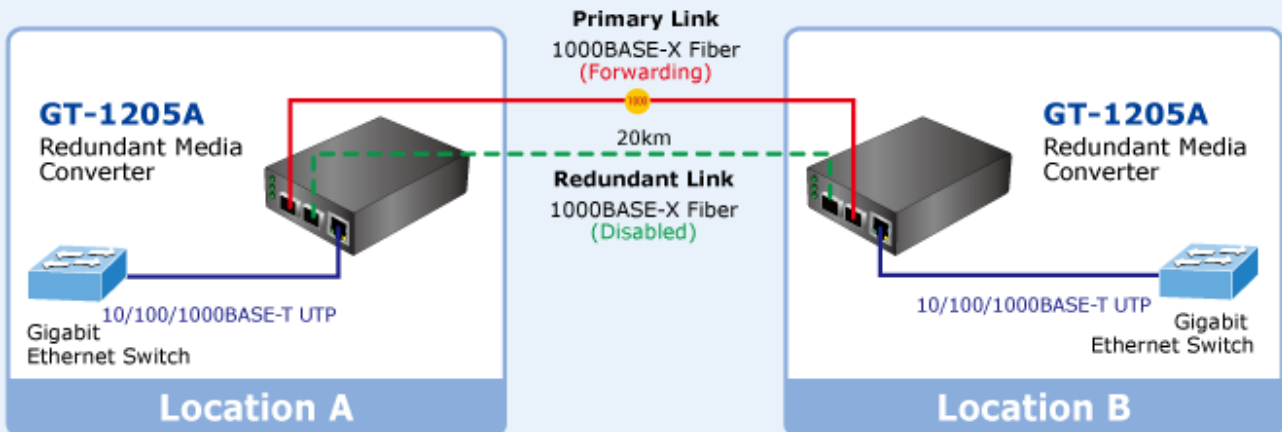 Primary Link
1000BASE-X Fiber
(Forwarding)
1000
20km
Redundant Link
1000BASE-X Fiber
(Disabled)
GT-1205A
Redundant Media
Converter
10/100/1000BASE-T UTP
Gigabit
Ethernet Switch
Location A
GT-1205A
Redundant Media
Converter
10/100/1000BASE-T UTP
Gigabit
Ethernet Switch
Location B